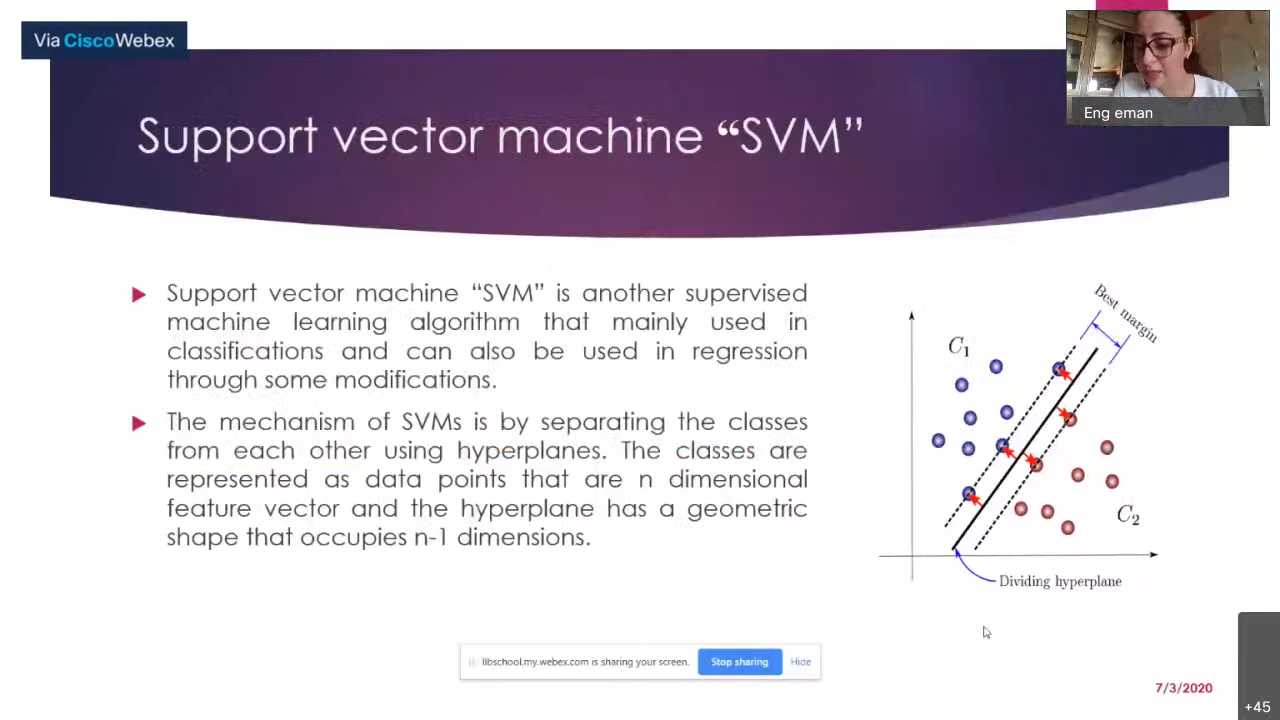 Via Cisco Webex
Eng eman
Support vector machine “SVM”
Support vector machine “SVM” is another supervised
machine learning algorithm that mainly used in
classifications and can also be used in regression
through some modifications.
The mechanism of SVMs is by separating the classes
from each other using hyperplanes. The classes are
represented as data points that are n dimensional
feature vector and the hyperplane has a geometric
shape that occupies n-1 dimensions.
Best margin
C1
C2
Dividing hyperplane
llbschool.my.webex.com is sharing your screen. Stop sharing Hide
7/3/2020
+45